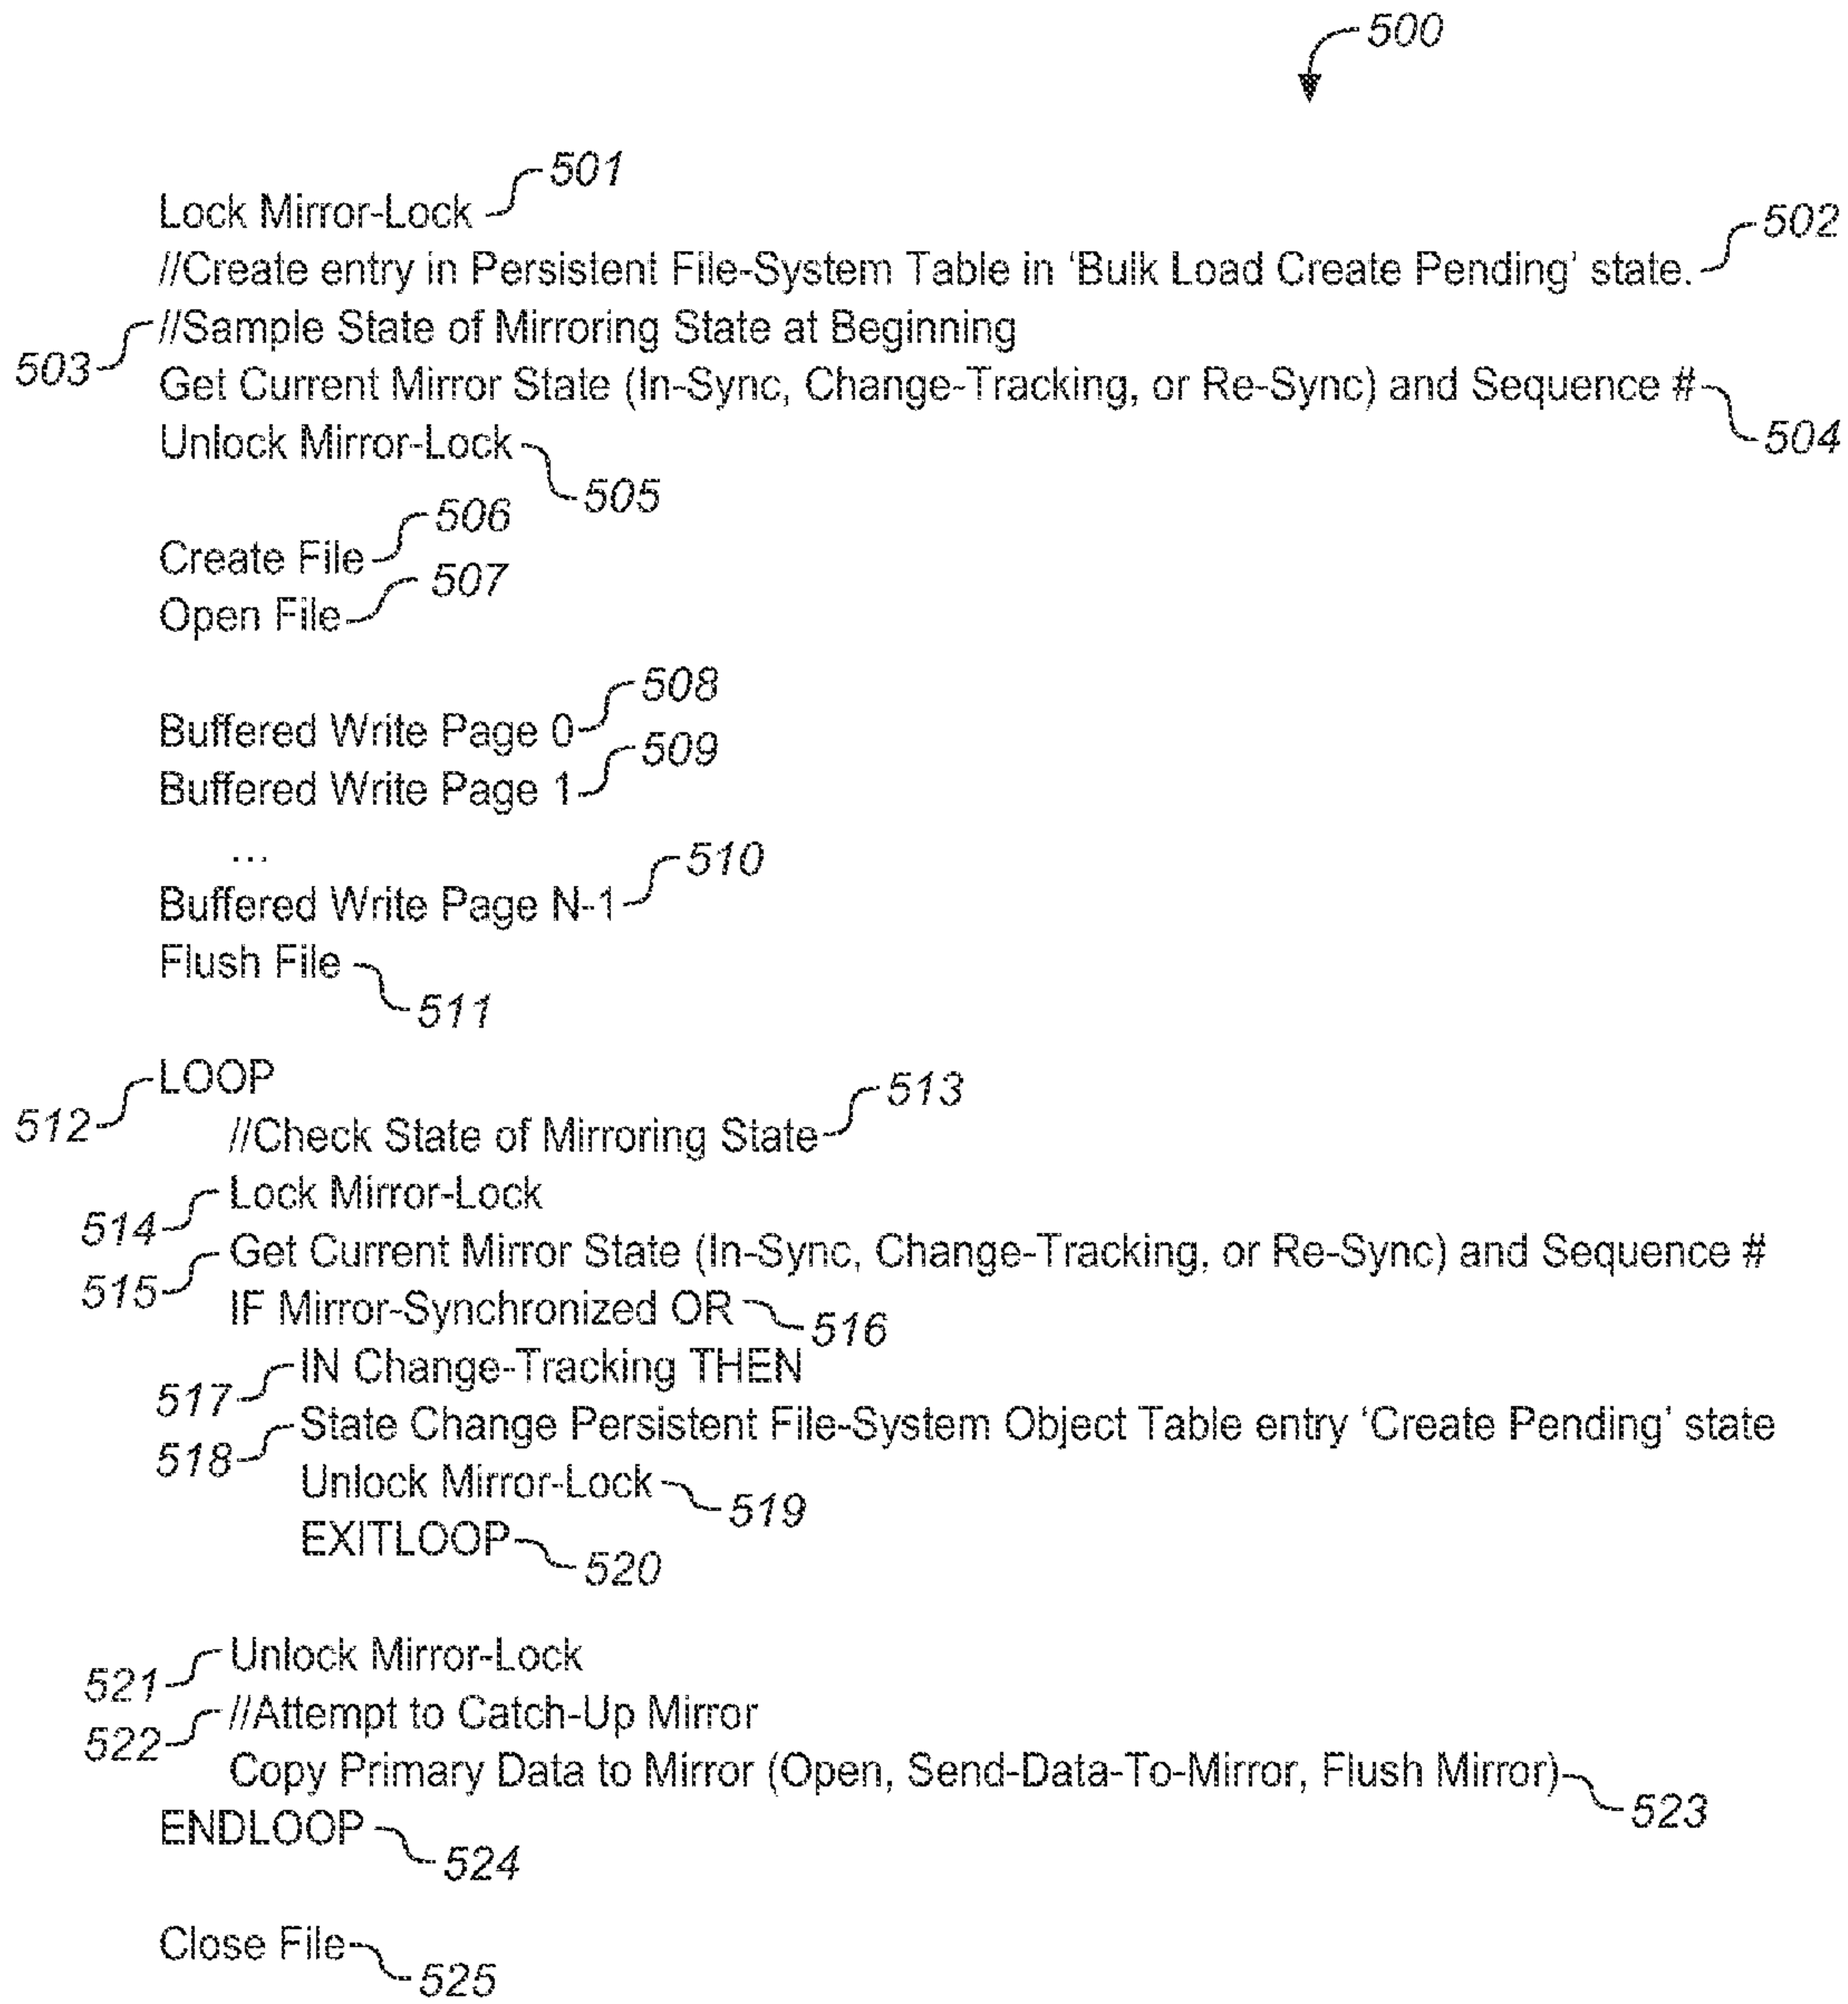 500
Lock Mirror-Lock 501
//Create entry in Persistent File-System Table in ‘Bulk Load Create Pending’ state. 502
503 //Sample State of Mirroring State at Beginning
Get Current Mirror State (In-Sync, Change-Tracking, or Re-Sync) and Sequence # 504
Unlock Mirror-Lock 505
Create File 506
Open File 507
Buffered Write Page 0 508
Buffered Write Page 1 509
...
Buffered Write Page N-1 510
Flush File 511
512 LOOP
//Check State of Mirroring State 513
514 Lock Mirror-Lock
515 Get Current Mirror State (In-Sync, Change-Tracking, or Re-Sync) and Sequence #
IF Mirror-Synchronized OR 516
517 IN Change-Tracking THEN
518 State Change Persistent File-System Object Table entry ‘Create Pending’ state
Unlock Mirror-Lock 519
EXITLOOP 520
521 Unlock Mirror-Lock
522 //Attempt to Catch-Up Mirror
Copy Primary Data to Mirror (Open, Send-Data-To-Mirror, Flush Mirror) 523
ENDLOOP 524
Close File 525